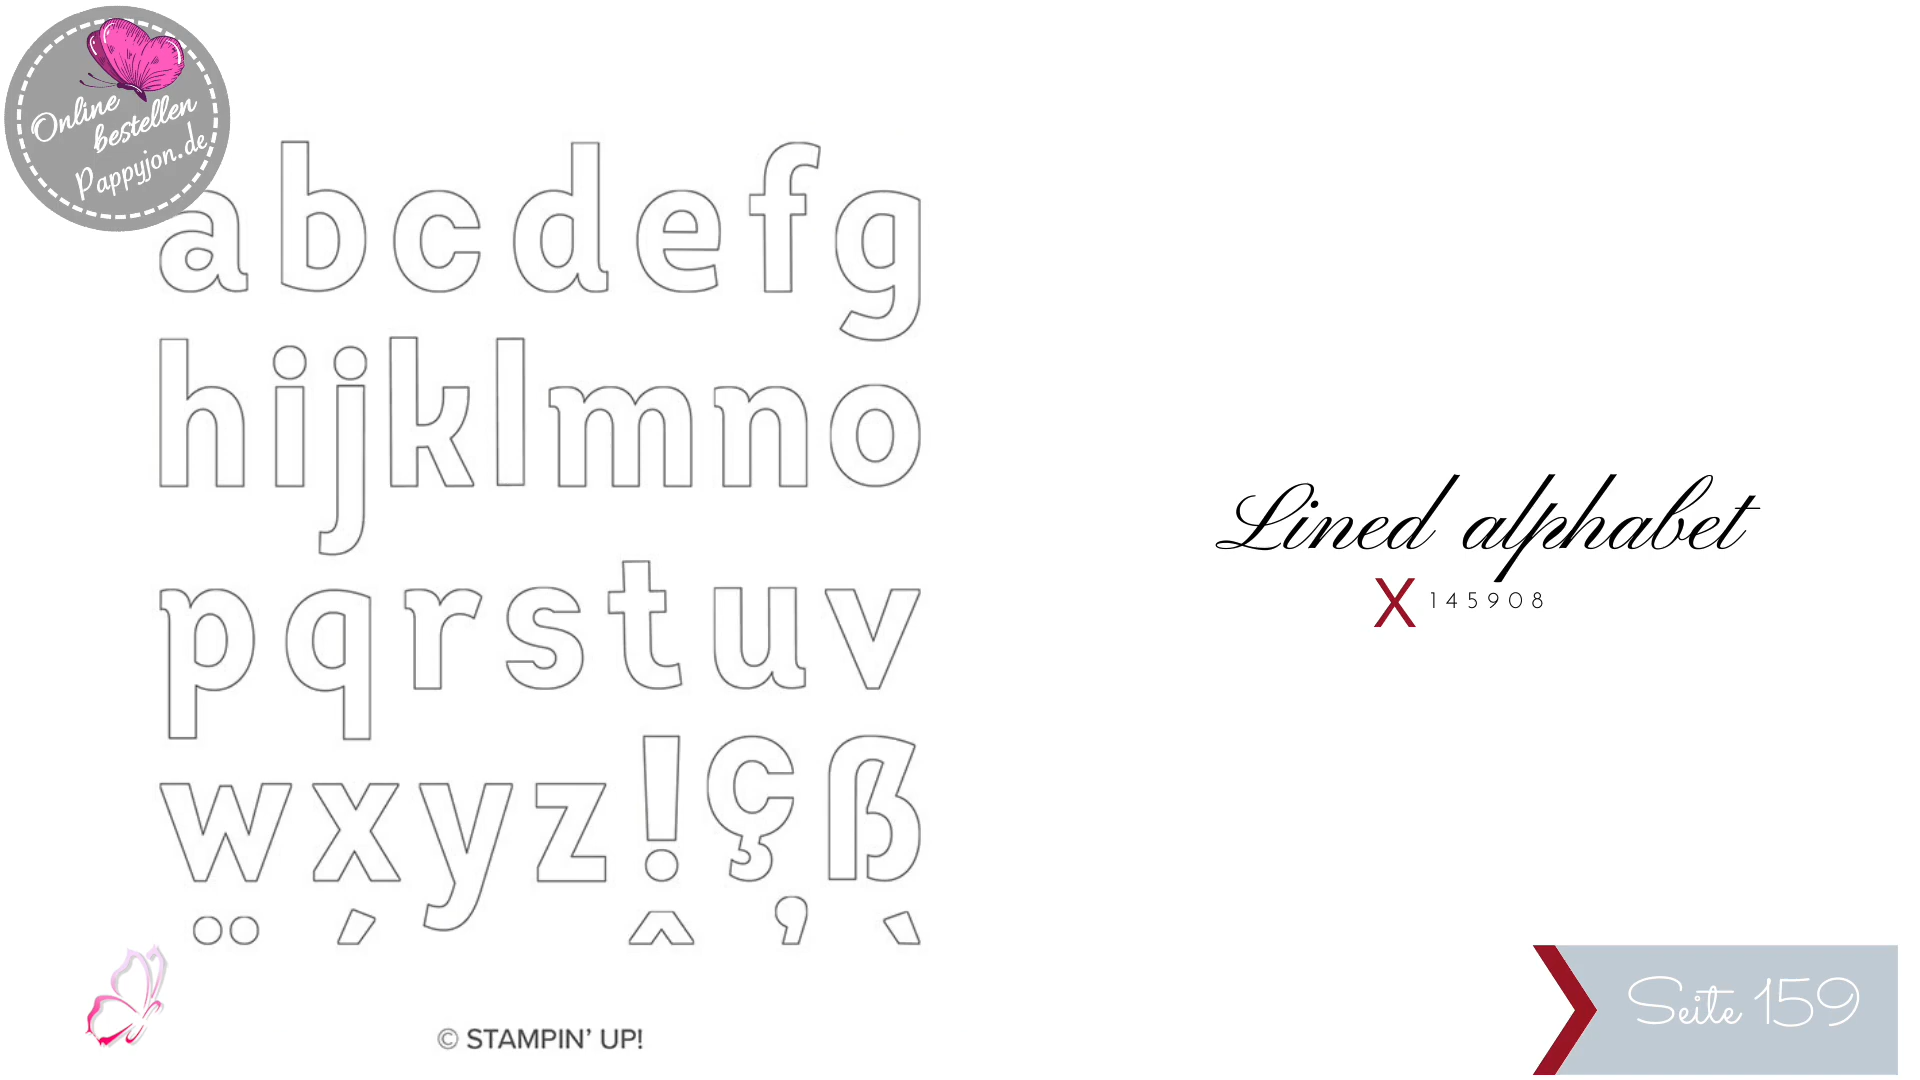 Online
bestellen
Pappyjon.de
abcdefg
hijklmno
pqrstuv
wxyz!çß
¨ ´ ^ ’ `
© STAMPIN’ UP!
Lined alphabet
X 145908
Seite 159